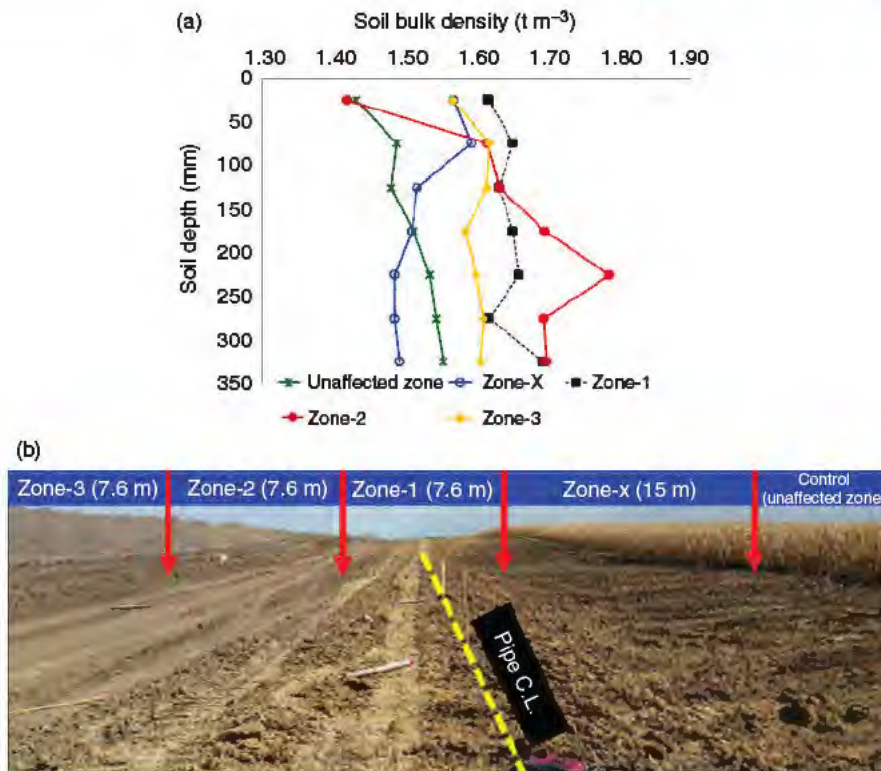 (a)
Soil bulk density (t m⁻³)
1.30 1.40 1.50 1.60 1.70 1.80 1.90
0
50
100
150
200
250
300
350
Soil depth (mm)
Unaffected zone Zone-X Zone-1
Zone-2 Zone-3
(b)
Zone-3 (7.6 m) Zone-2 (7.6 m) Zone-1 (7.6 m) Zone-x (15 m) Control
(unaffected zone
Pipe C.L.